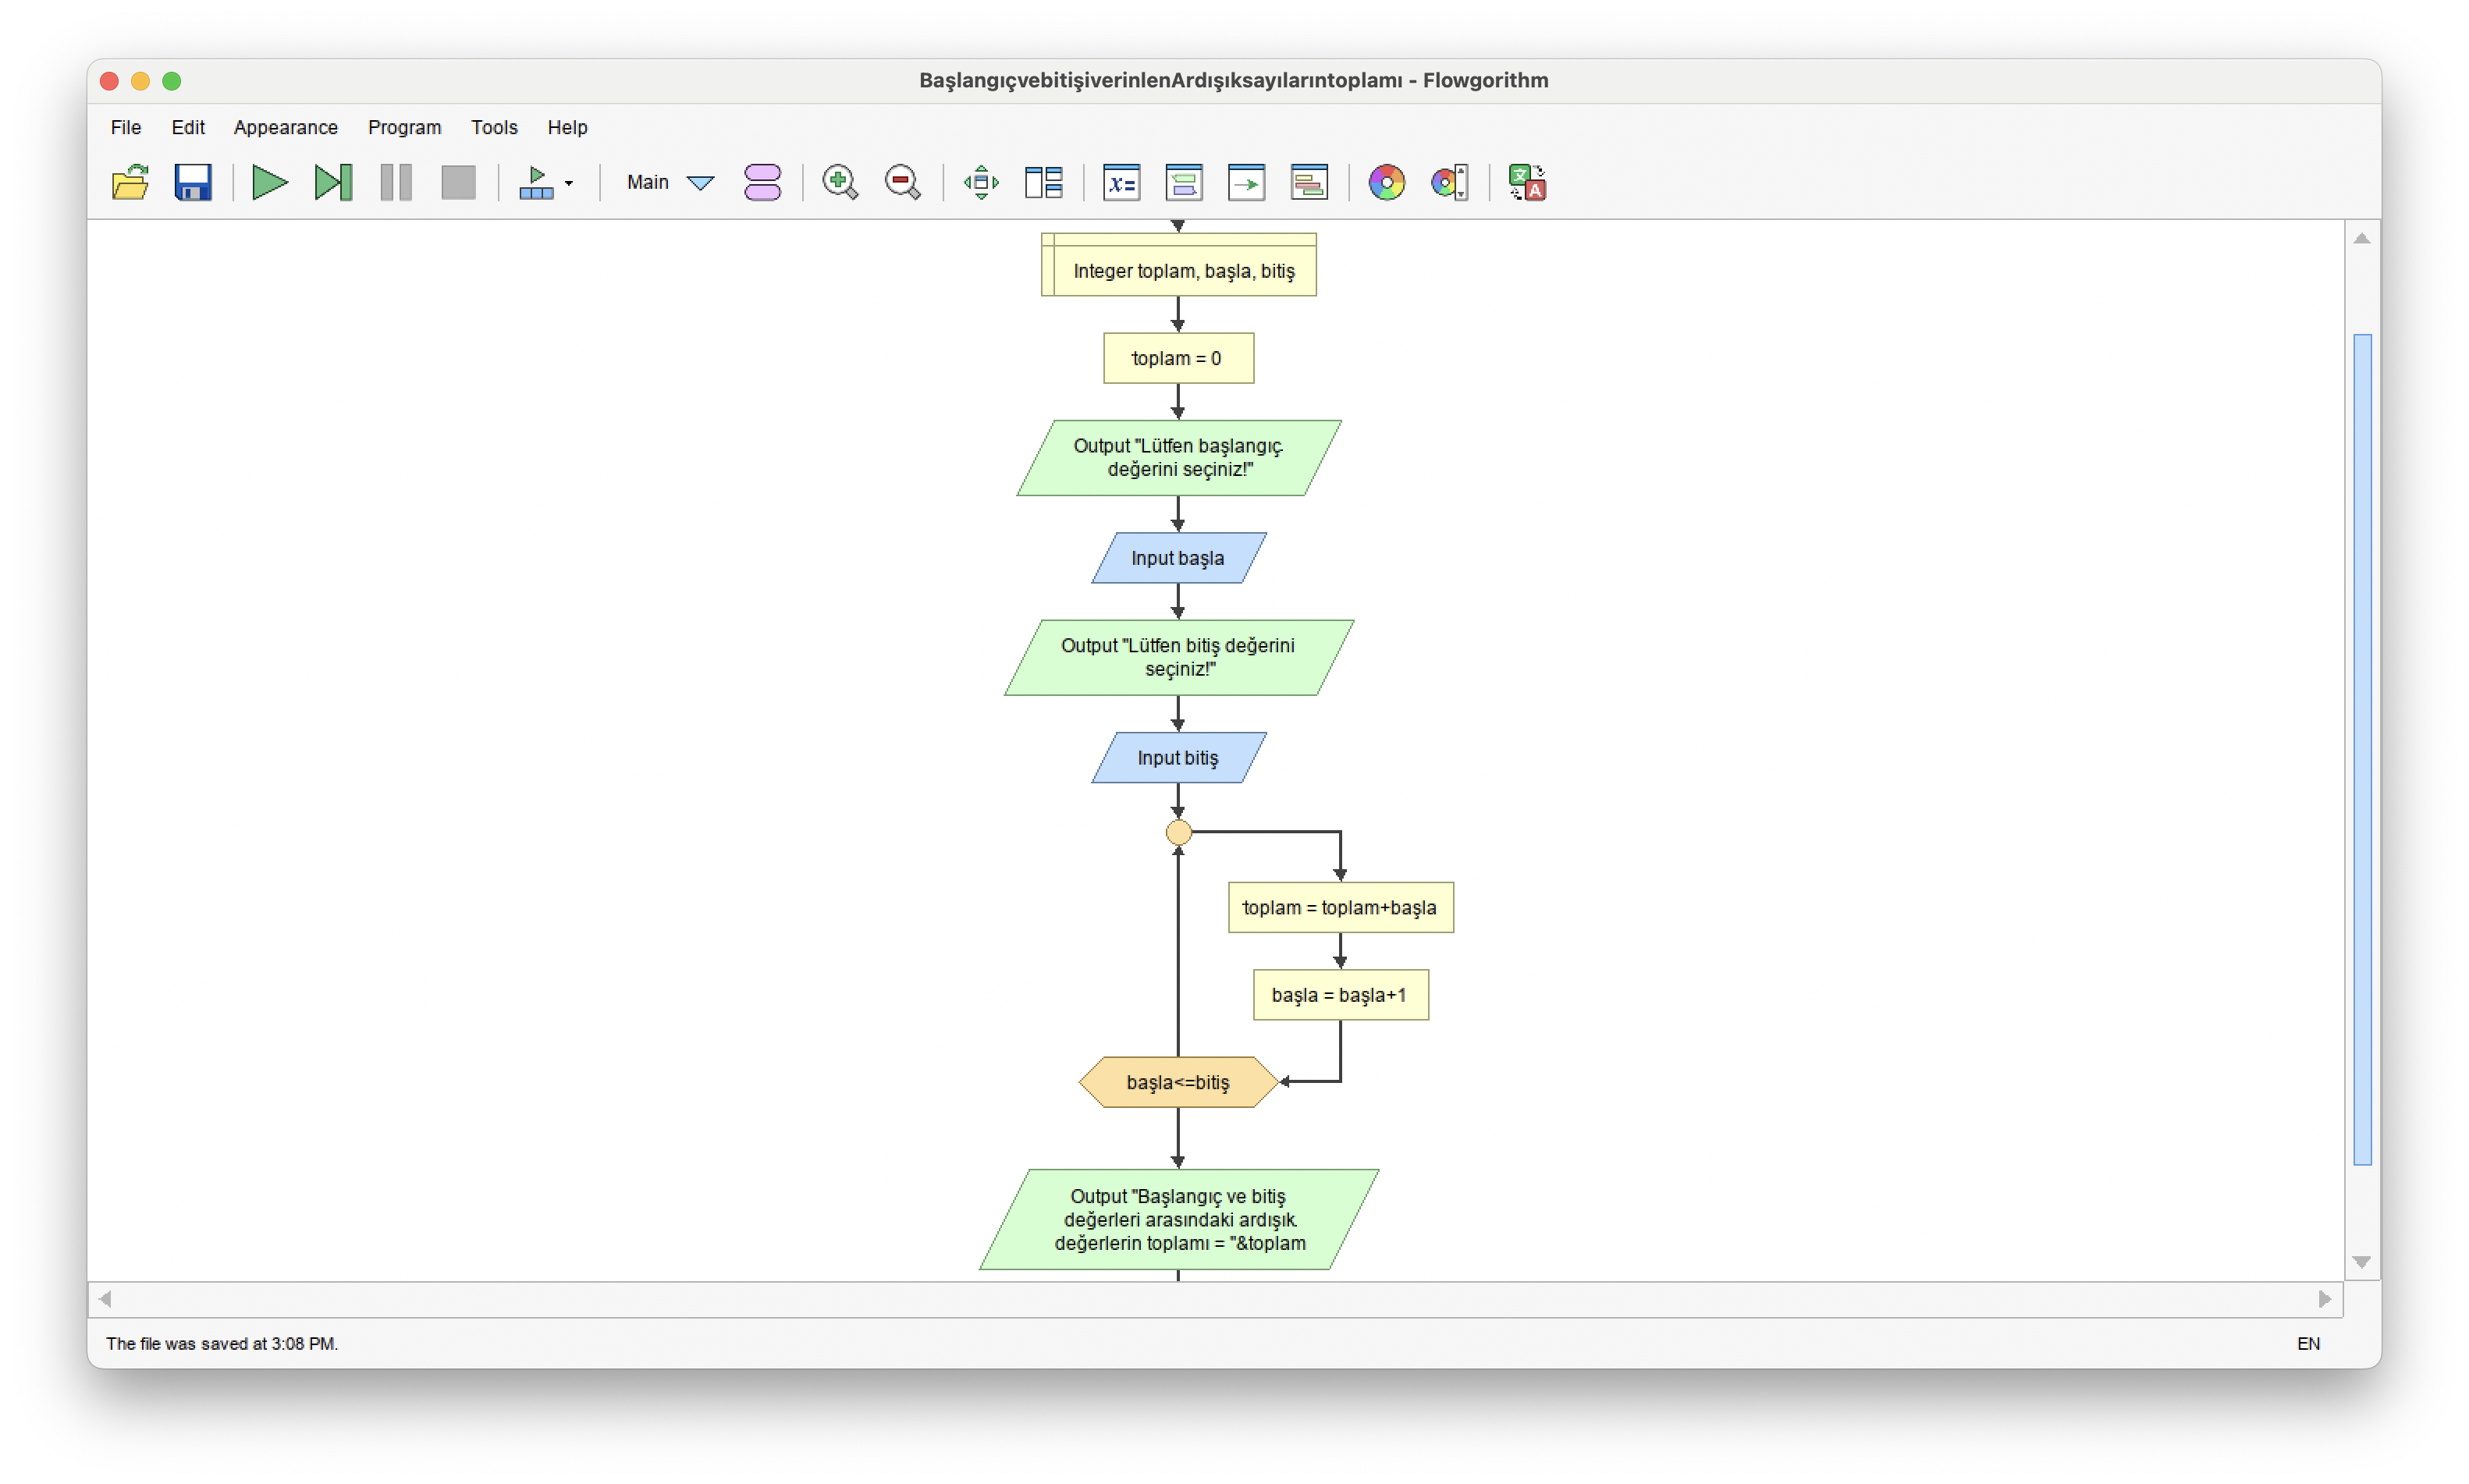 BaşlangıçvebitişiverinlenArdışıksayılarıntoplamı - Flowgorithm
File Edit Appearance Program Tools Help
Main
Integer toplam, başla, bitiş
toplam = 0
Output "Lütfen başlangıç
değerini seçiniz!"
Input başla
Output "Lütfen bitiş değerini
seçiniz!"
Input bitiş
toplam = toplam+başla
başla = başla+1
başla<=bitiş
Output "Başlangıç ve bitiş
değerleri arasındaki ardışık
değerlerin toplamı = "&toplam
The file was saved at 3:08 PM.
EN